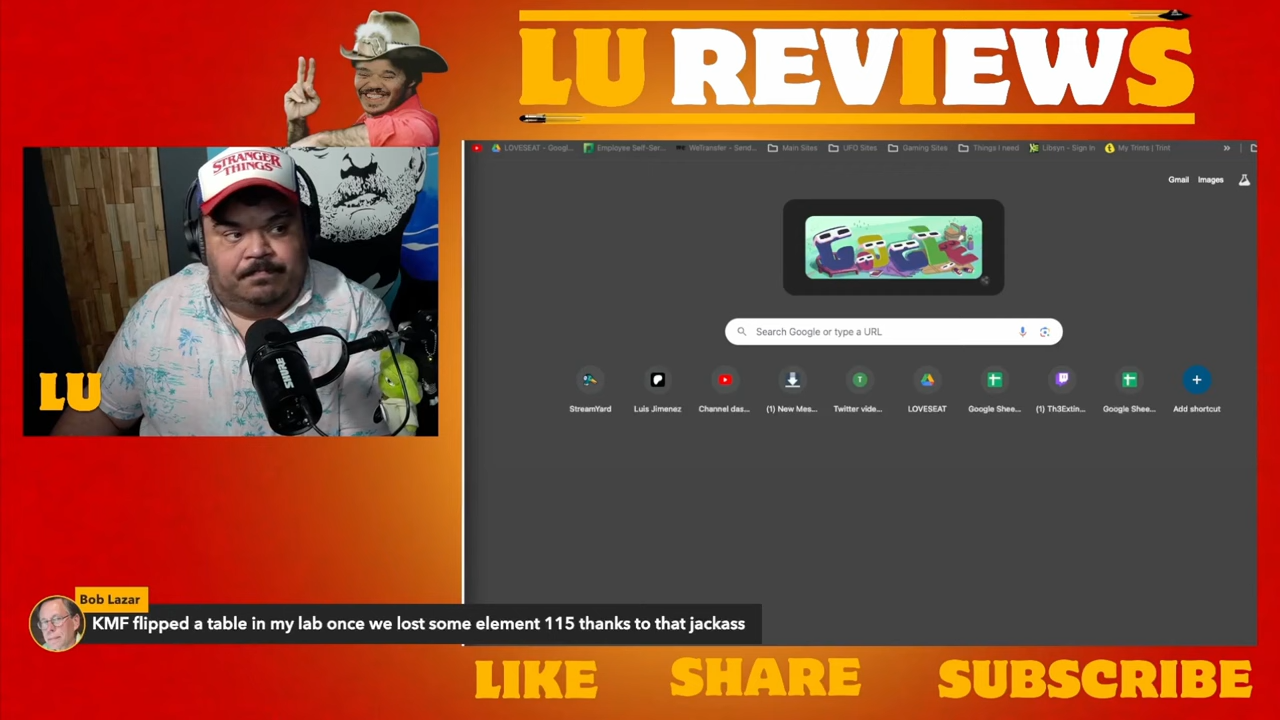 LU REVIEWS
STRANGER
THINGS
SHURE
LU
LOVESEAT - Googl...
Employee Self-Ser...
WeTransfer - Send...
Main Sites
UFO Sites
Gaming Sites
Things I need
Libsyn - Sign In
My Trints | Trint
»
Gmail
Images
Google
Search Google or type a URL
StreamYard
Luis Jimenez
Channel das...
(1) New Mes...
T
Twitter vide...
LOVESEAT
Google Shee...
(1) Th3Extin...
Google Shee...
Add shortcut
Bob Lazar
KMF flipped a table in my lab once we lost some element 115 thanks to that jackass
LIKE SHARE SUBSCRIBE